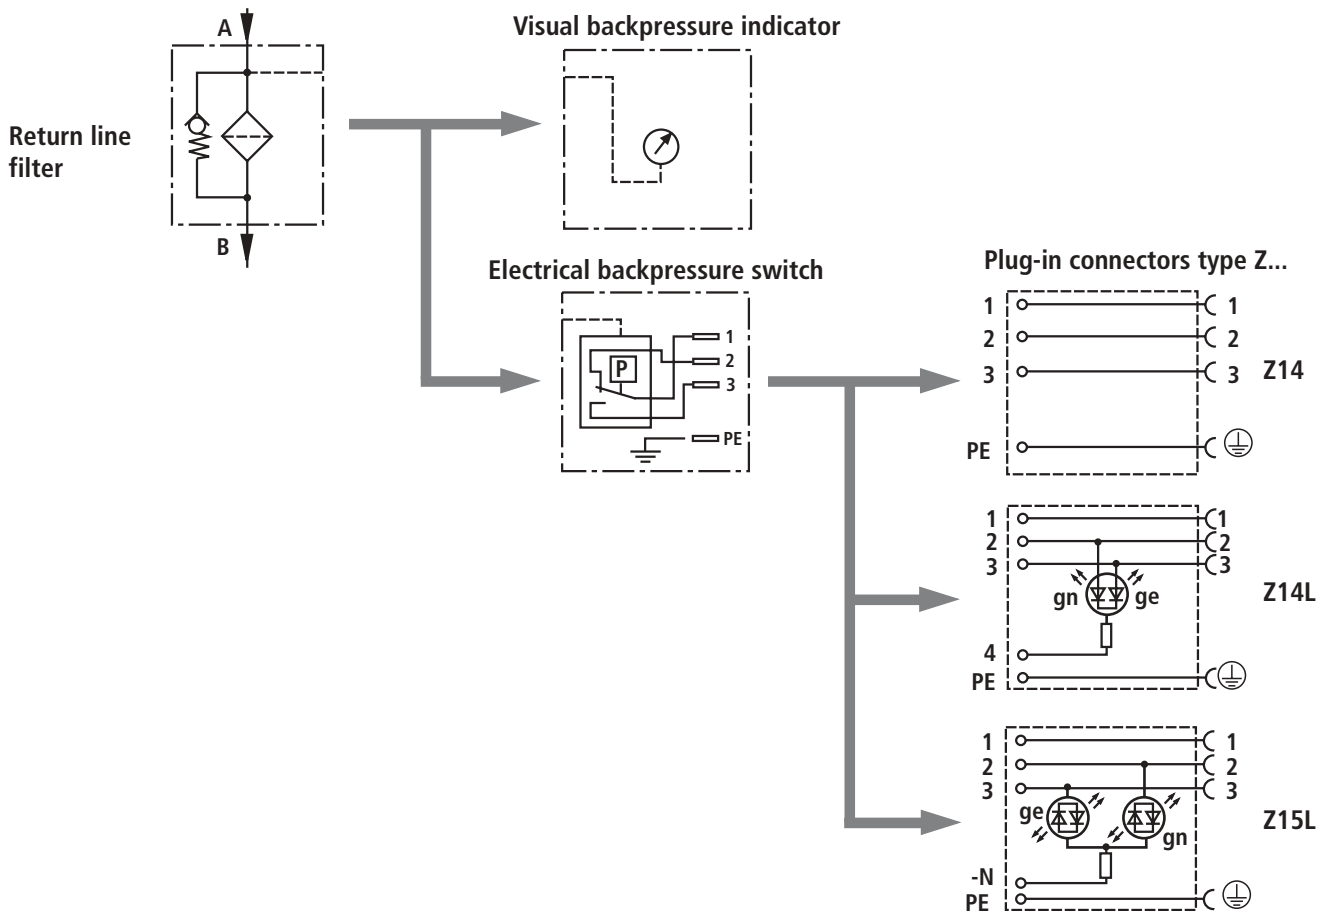 A
Return line
filter
B
Visual backpressure indicator
Electrical backpressure switch
P
1
2
3
PE
Plug-in connectors type Z...
1 1
2 2
3 3 Z14
PE
1 1
2 2
3 3
gn ge Z14L
4
PE
1 1
2 2
3 3
ge gn Z15L
-N
PE